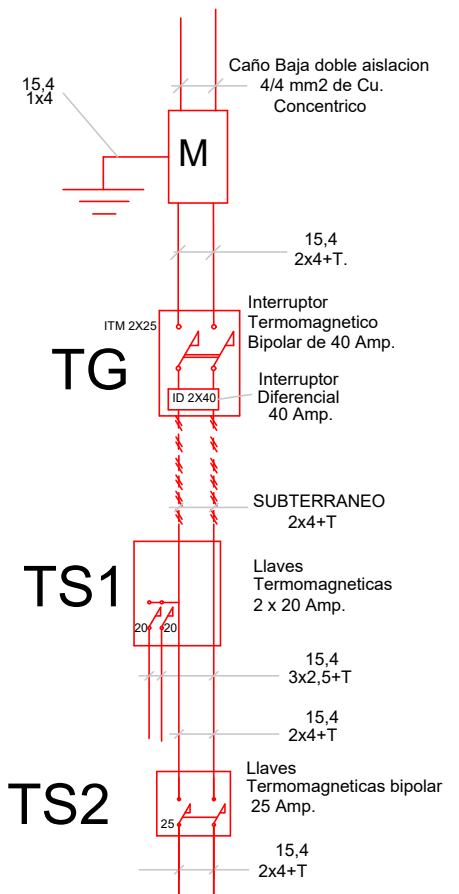 Caño Baja doble aislacion
4/4 mm2 de Cu.
Concentrico
15,4
1x4
M
15,4
2x4+T.
ITM 2X25
Interruptor
Termomagnetico
Bipolar de 40 Amp.
TG
Interruptor
Diferencial
40 Amp.
ID 2X40
SUBTERRANEO
2x4+T
TS1
Llaves
Termomagneticas
2 x 20 Amp.
20
20
15,4
3x2,5+T
15,4
2x4+T
TS2
Llaves
Termomagneticas bipolar
25 Amp.
25
15,4
2x4+T